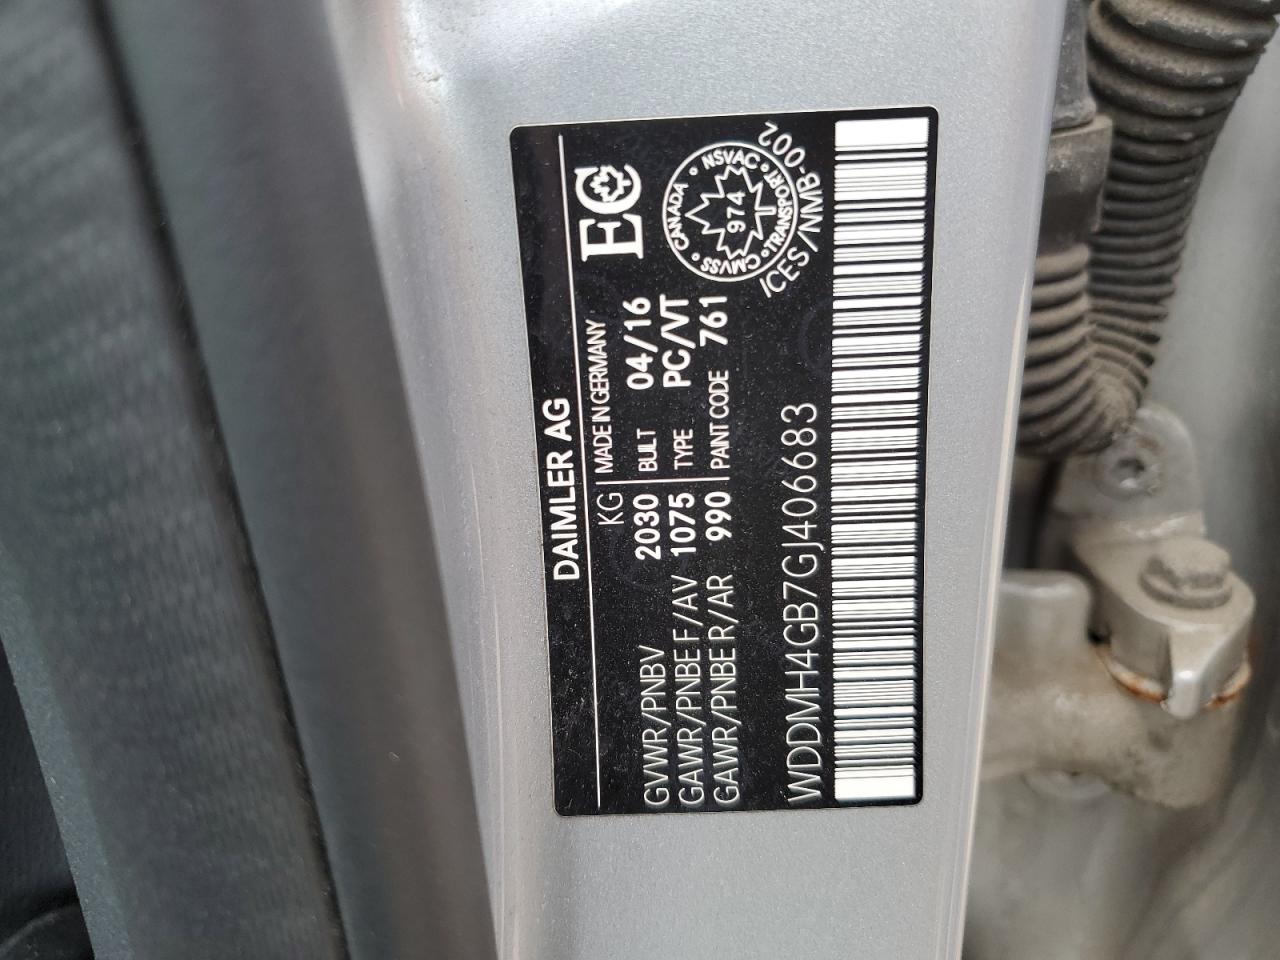 DAIMLER AG
KG MADE IN GERMANY
GVWR/PNBV 2030 BUILT 04/16
GAWR/PNBE F/AV 1075 TYPE PC/VT
GAWR/PNBE R/AR 990 PAINT CODE 761
EC
CANADA • NSVAC • TRANSPORT • CMVSS •
974
ICES/NMB-002
WDDMH4GB7GJ406683